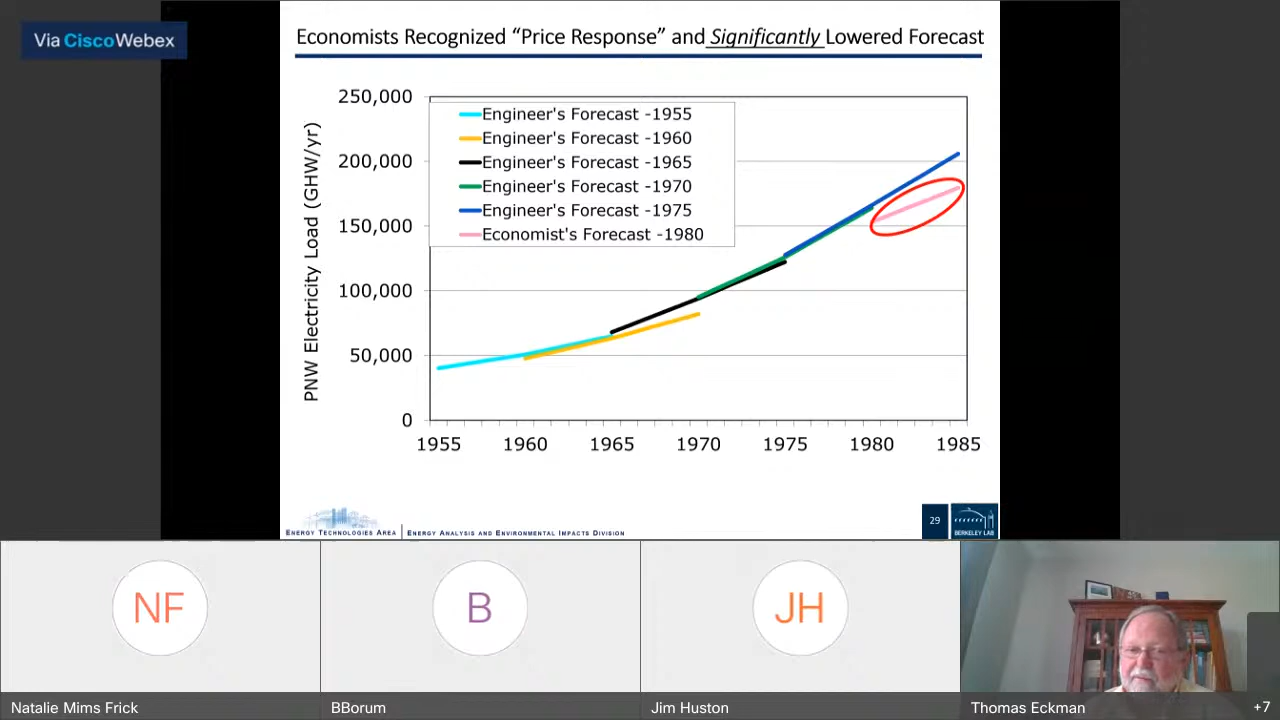 Via Cisco Webex
Economists Recognized “Price Response” and Significantly Lowered Forecast
PNW Electricity Load (GHW/yr)
250,000
200,000
150,000
100,000
50,000
0
Engineer's Forecast -1955
Engineer's Forecast -1960
Engineer's Forecast -1965
Engineer's Forecast -1970
Engineer's Forecast -1975
Economist's Forecast -1980
1955 1960 1965 1970 1975 1980 1985
ENERGY TECHNOLOGIES AREA ENERGY ANALYSIS AND ENVIRONMENTAL IMPACTS DIVISION
29
BERKELEY LAB
NF B JH
Natalie Mims Frick BBorum Jim Huston Thomas Eckman +7